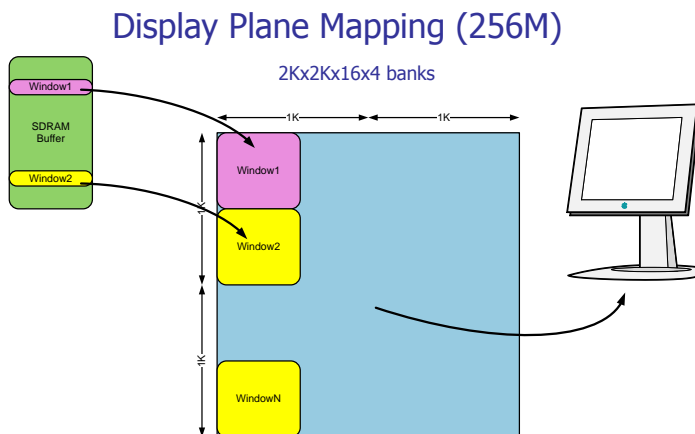 Display Plane Mapping (256M)
2Kx2Kx16x4 banks
Window1
SDRAM
Buffer
Window2
1K
1K
1K
1K
Window1
Window2
WindowN